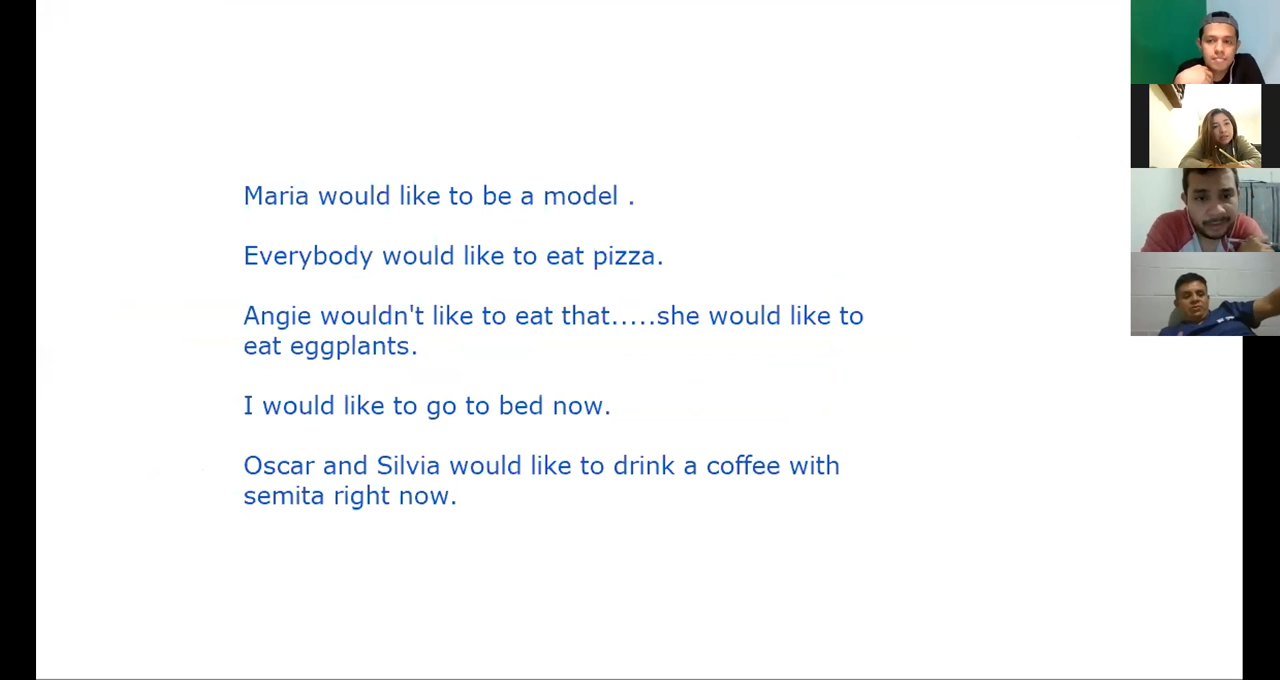 Maria would like to be a model .
Everybody would like to eat pizza.
Angie wouldn't like to eat that.....she would like to
eat eggplants.
I would like to go to bed now.
Oscar and Silvia would like to drink a coffee with
semita right now.